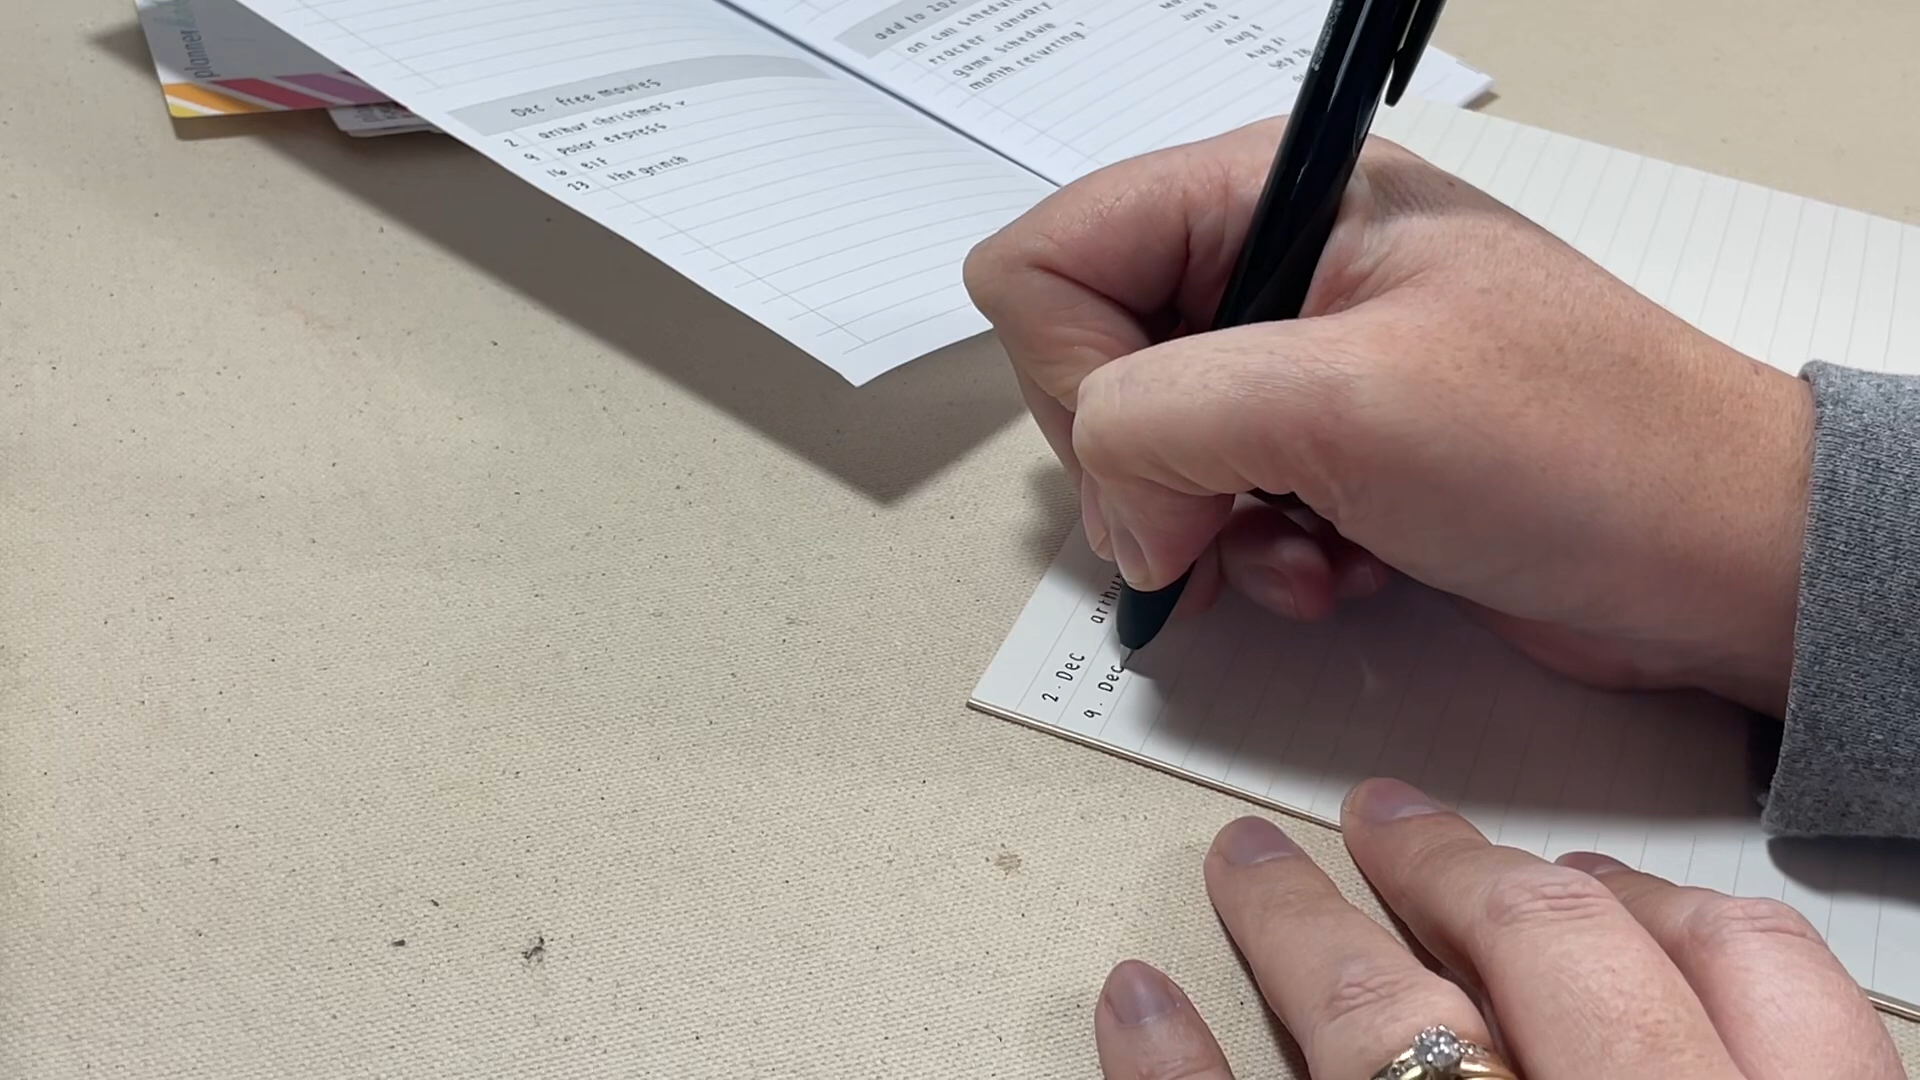 planner
Dec. free movies
2 arthur christmas
9 polar express
16 elf
23 the grinch
add to 202
on call schedule
tracker january
game schedule ?
month recurring
Jun 8
Jul 6
Aug 3
Aug 31
Sep 28
2. Dec arthur
9. Dec